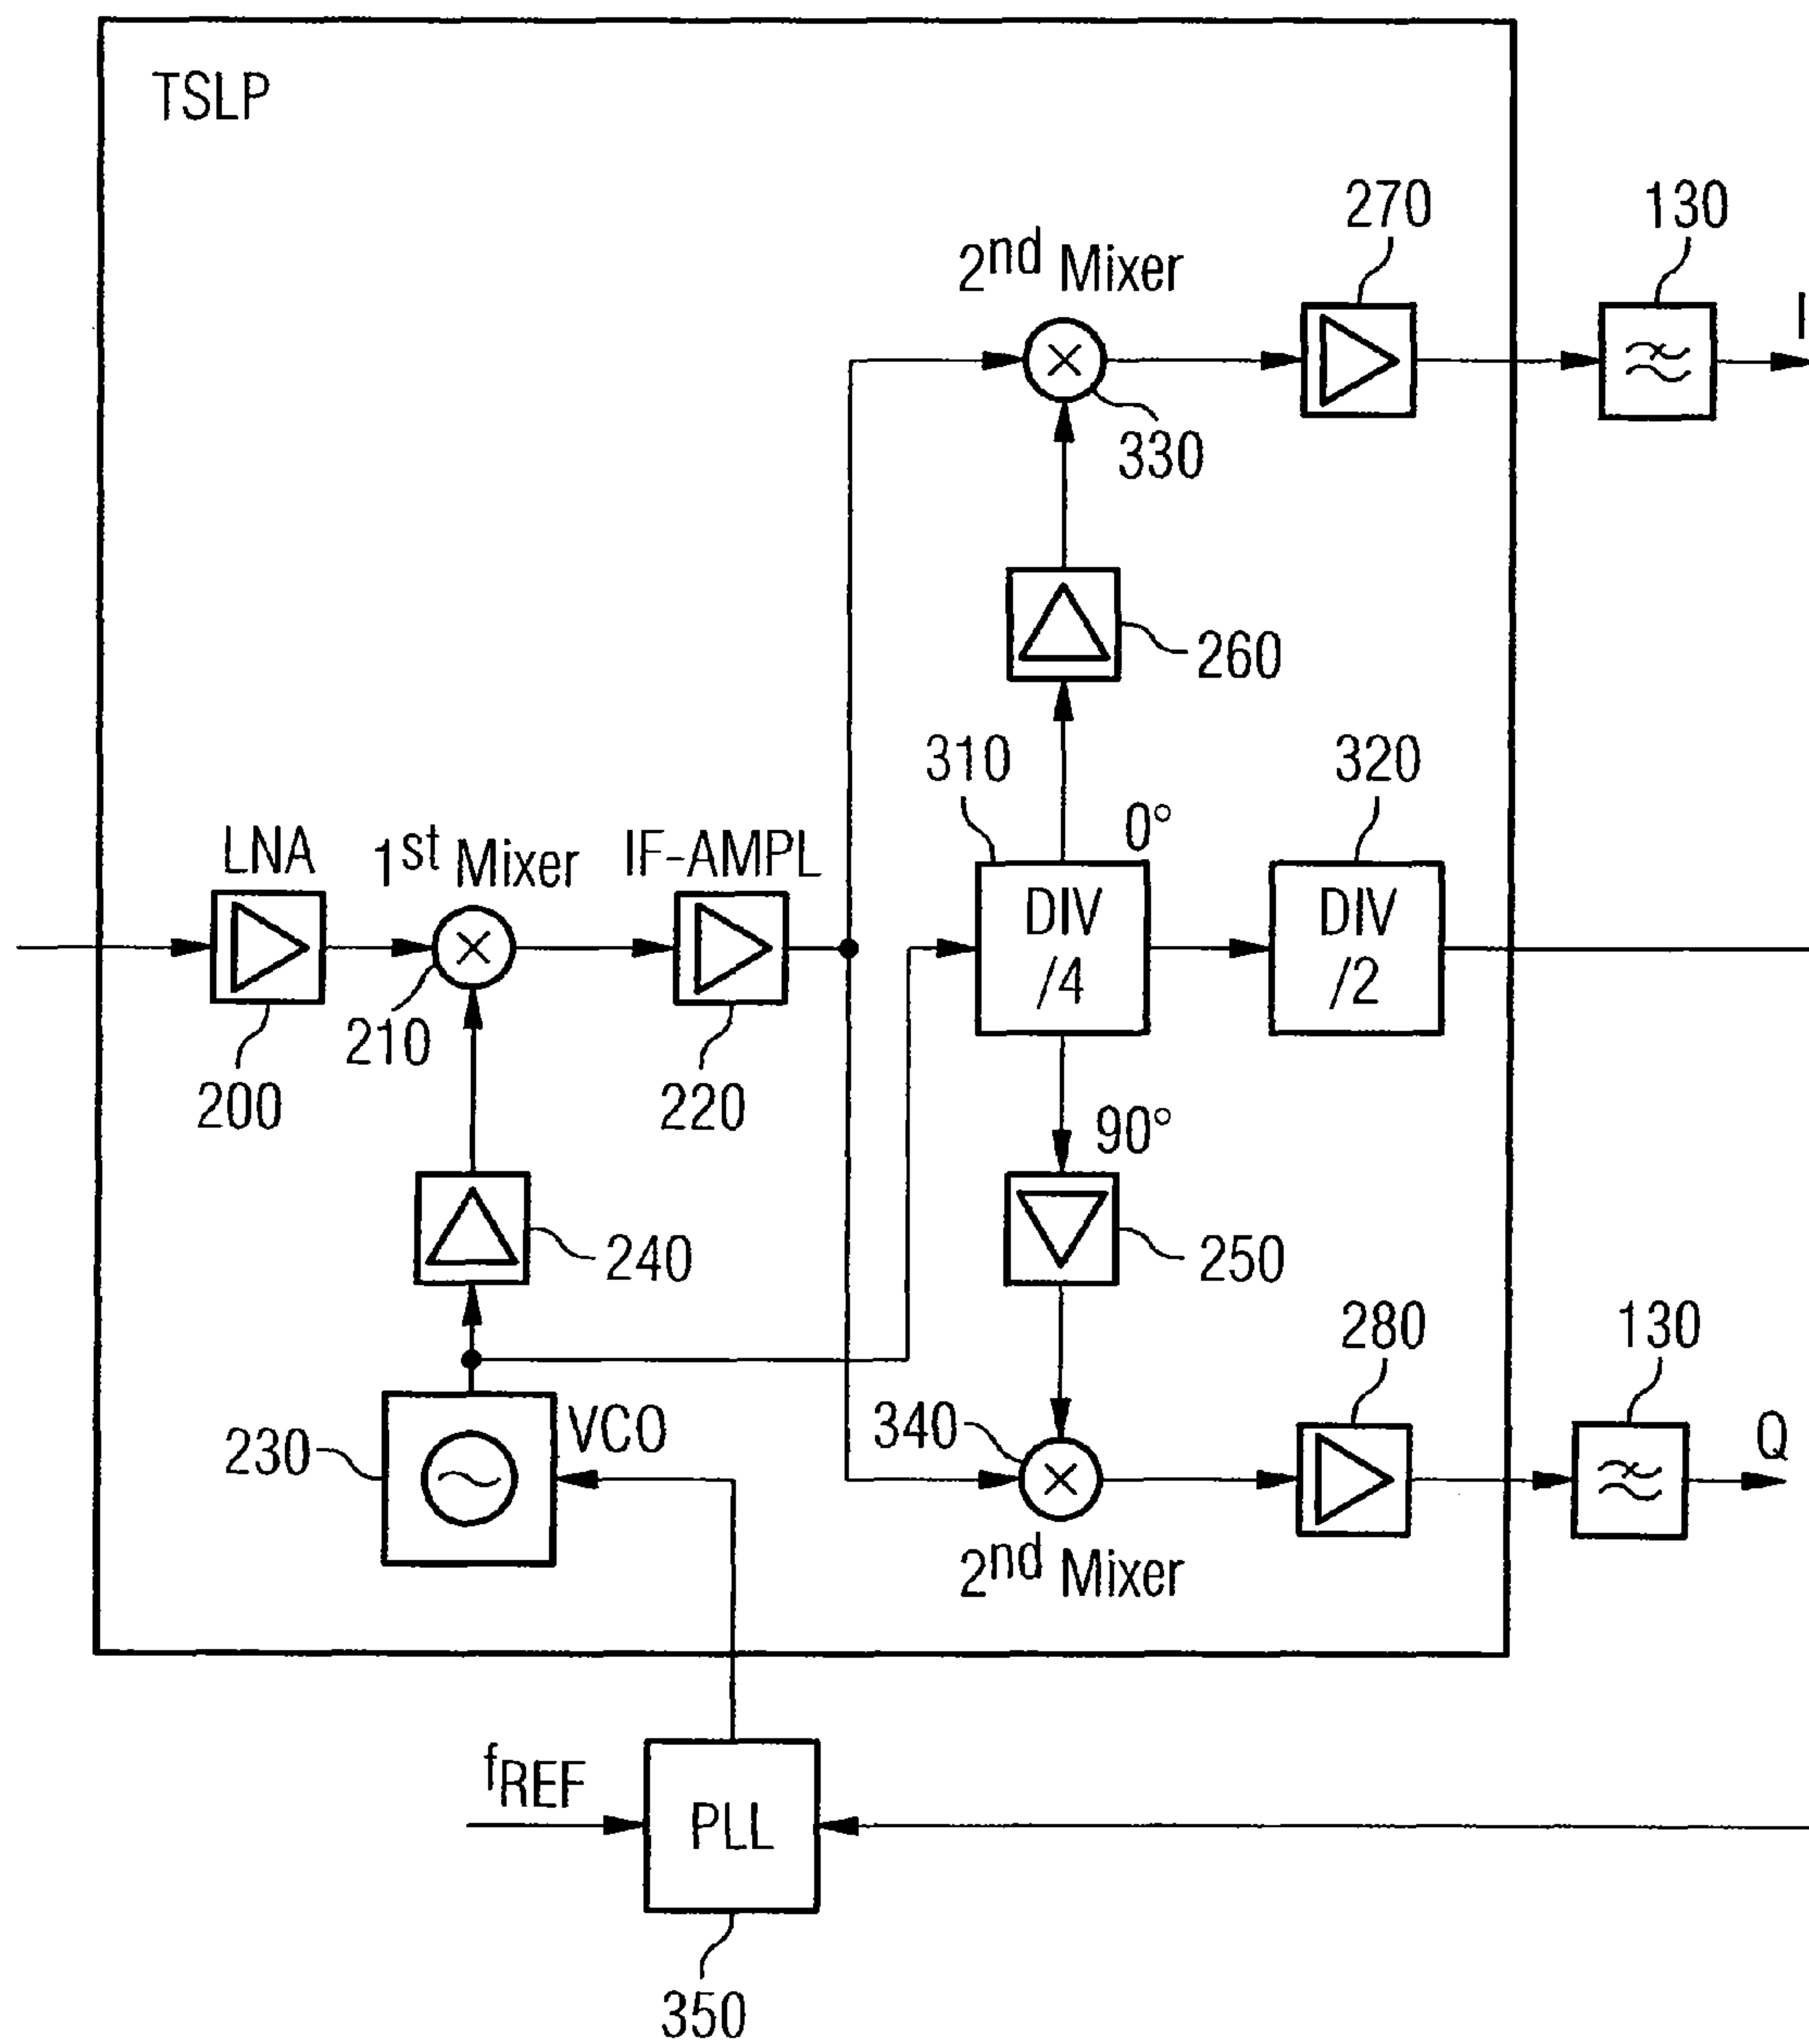 TSLP
270
130
2nd Mixer
I
330
260
310
320
0°
LNA
1st Mixer
IF-AMPL
DIV
/4
DIV
/2
210
200
220
90°
240
250
280
130
VCO
230
340
Q
2nd Mixer
fREF
PLL
350